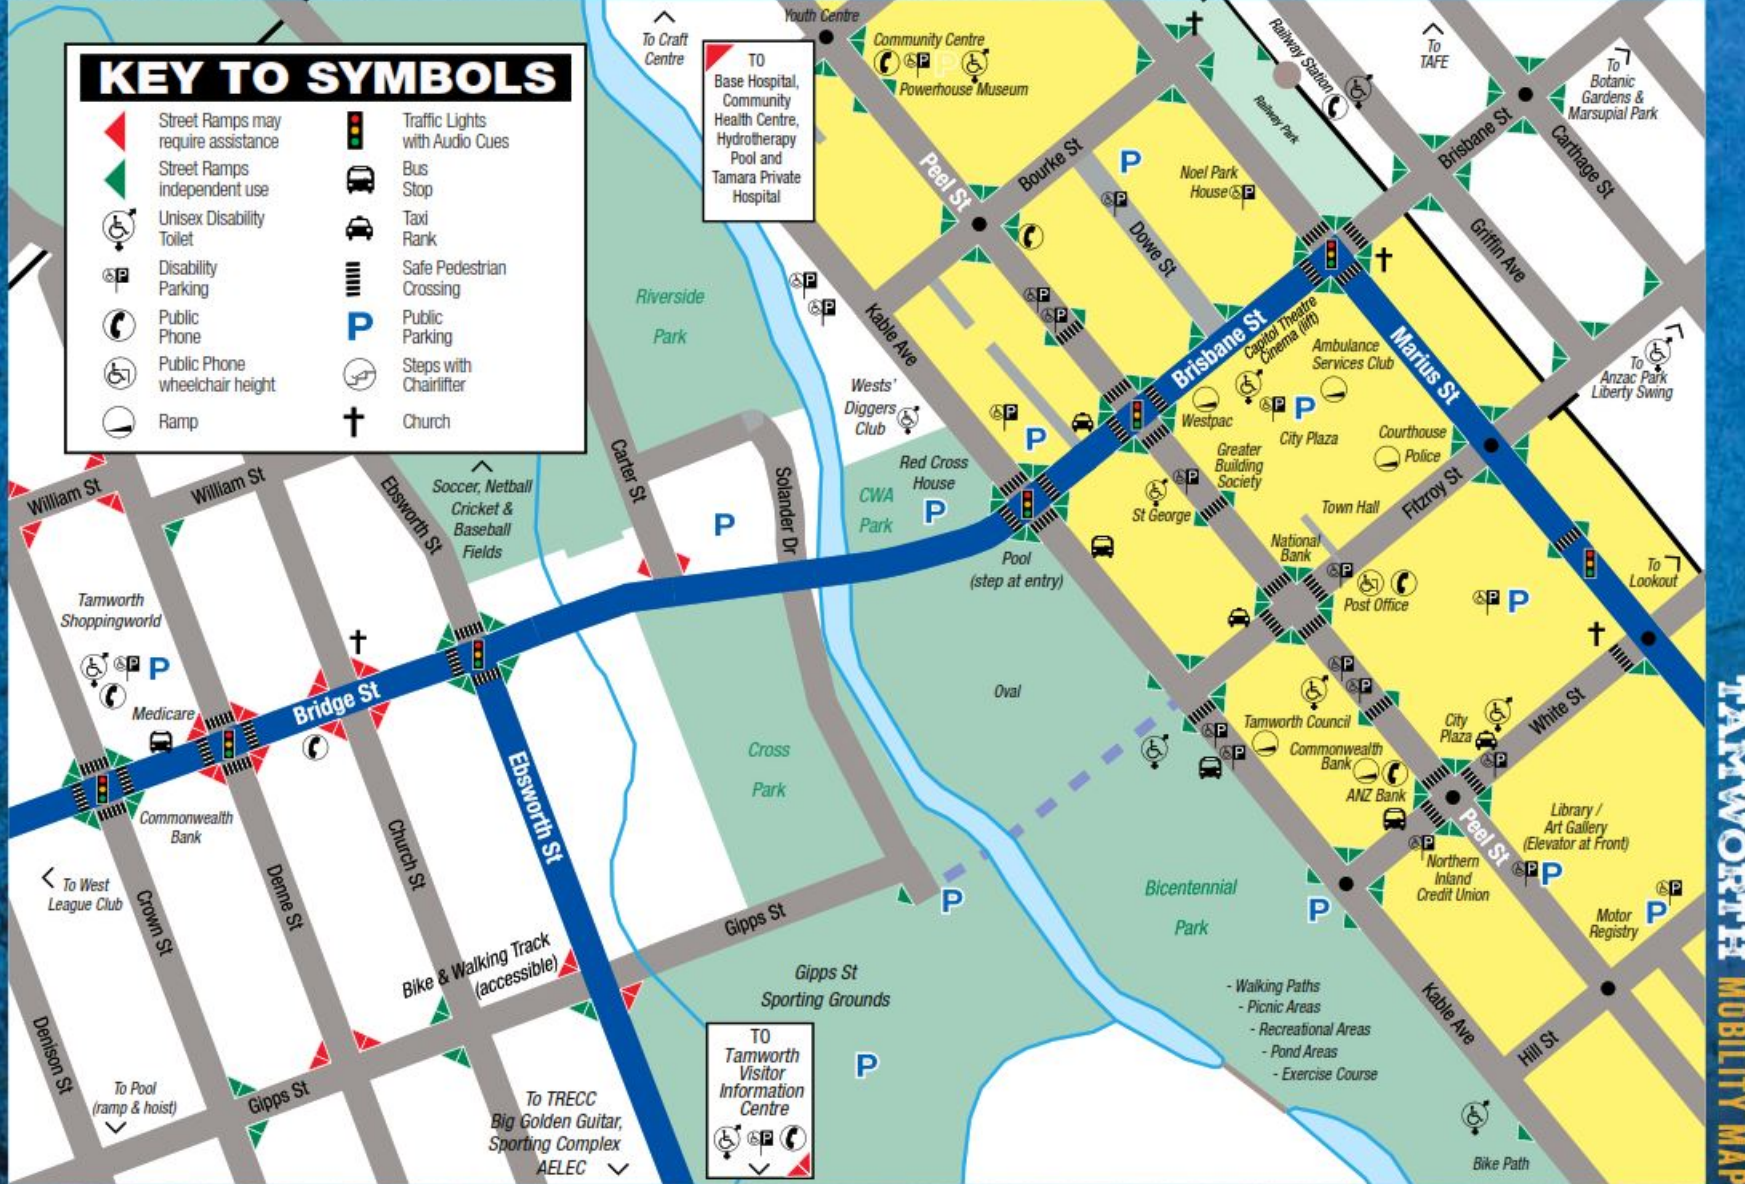 KEY TO SYMBOLS
Street Ramps may
require assistance
Street Ramps
independent use
Unisex Disability
Toilet
Disability
Parking
Public
Phone
Public Phone
wheelchair height
Ramp
Traffic Lights
with Audio Cues
Bus
Stop
Taxi
Rank
Safe Pedestrian
Crossing
P
Public
Parking
Steps with
Chairlifter
Church
To Craft
Centre
TO
Base Hospital,
Community
Health Centre,
Hydrotherapy
Pool and
Tamara Private
Hospital
Youth Centre
Community Centre
P
P
Powerhouse Museum
Railway Station
Railway Park
To
TAFE
To
Botanic
Gardens &
Marsupial Park
Brisbane St
Carthage St
Griffin Ave
Peel St
Bourke St
P
P
Dowe St
Noel Park
House
P
Riverside
Park
P
P
P
P
Kable Ave
Brisbane St
Capitol Theatre
Cinema (lift)
Ambulance
Services Club
Marius St
To
Anzac Park
Liberty Swing
Wests'
Diggers
Club
P
P
Westpac
P
P
City Plaza
Courthouse
Police
Greater
Building
Society
P
St George
Town Hall
Fitzroy St
Red Cross
House
P
CWA
Park
Pool
(step at entry)
National
Bank
P
Post Office
P
P
To
Lookout
William St
William St
Ebsworth St
Soccer, Netball
Cricket &
Baseball
Fields
Carter St
Solander Dr
P
Tamworth
Shoppingworld
P
P
Medicare
Bridge St
Commonwealth
Bank
To West
League Club
Crown St
Denne St
Church St
Ebsworth St
Denison St
Oval
Cross
Park
P
P
Tamworth Council
P
P
Commonwealth
Bank
ANZ Bank
City
Plaza
P
White St
Peel St
Library /
Art Gallery
(Elevator at Front)
P
Northern
Inland
Credit Union
P
P
P
P
Motor
Registry
P
Bicentennial
Park
P
Gipps St
Gipps St
Sporting Grounds
P
Bike & Walking Track
(accessible)
Gipps St
To Pool
(ramp & hoist)
To TRECC
Big Golden Guitar,
Sporting Complex
AELEC
TO
Tamworth
Visitor
Information
Centre
P
- Walking Paths
- Picnic Areas
- Recreational Areas
- Pond Areas
- Exercise Course
Kable Ave
Hill St
Bike Path
TAMWORTH MOBILITY MAP